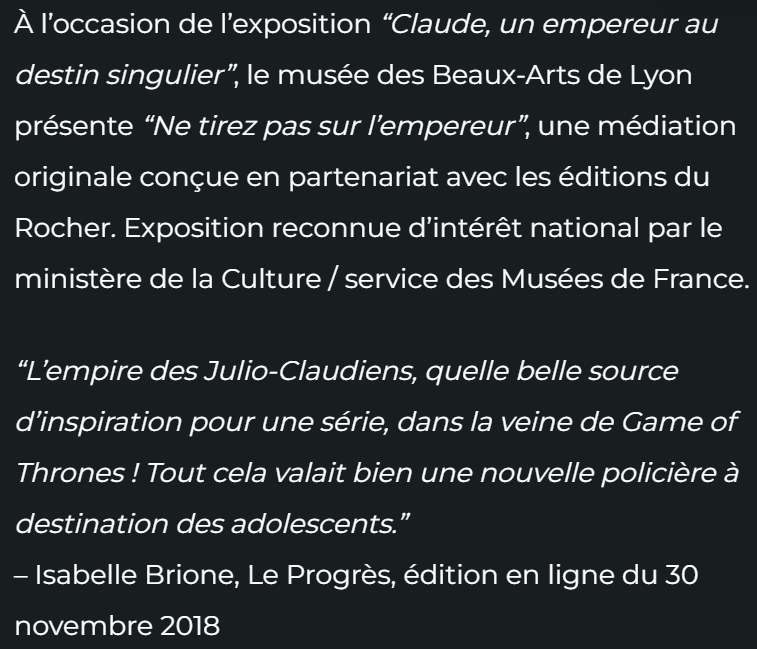 À l’occasion de l’exposition “Claude, un empereur au
destin singulier”, le musée des Beaux-Arts de Lyon
présente “Ne tirez pas sur l’empereur”, une médiation
originale conçue en partenariat avec les éditions du
Rocher. Exposition reconnue d’intérêt national par le
ministère de la Culture / service des Musées de France.
“L’empire des Julio-Claudiens, quelle belle source
d’inspiration pour une série, dans la veine de Game of
Thrones ! Tout cela valait bien une nouvelle policière à
destination des adolescents.”
– Isabelle Brione, Le Progrès, édition en ligne du 30
novembre 2018